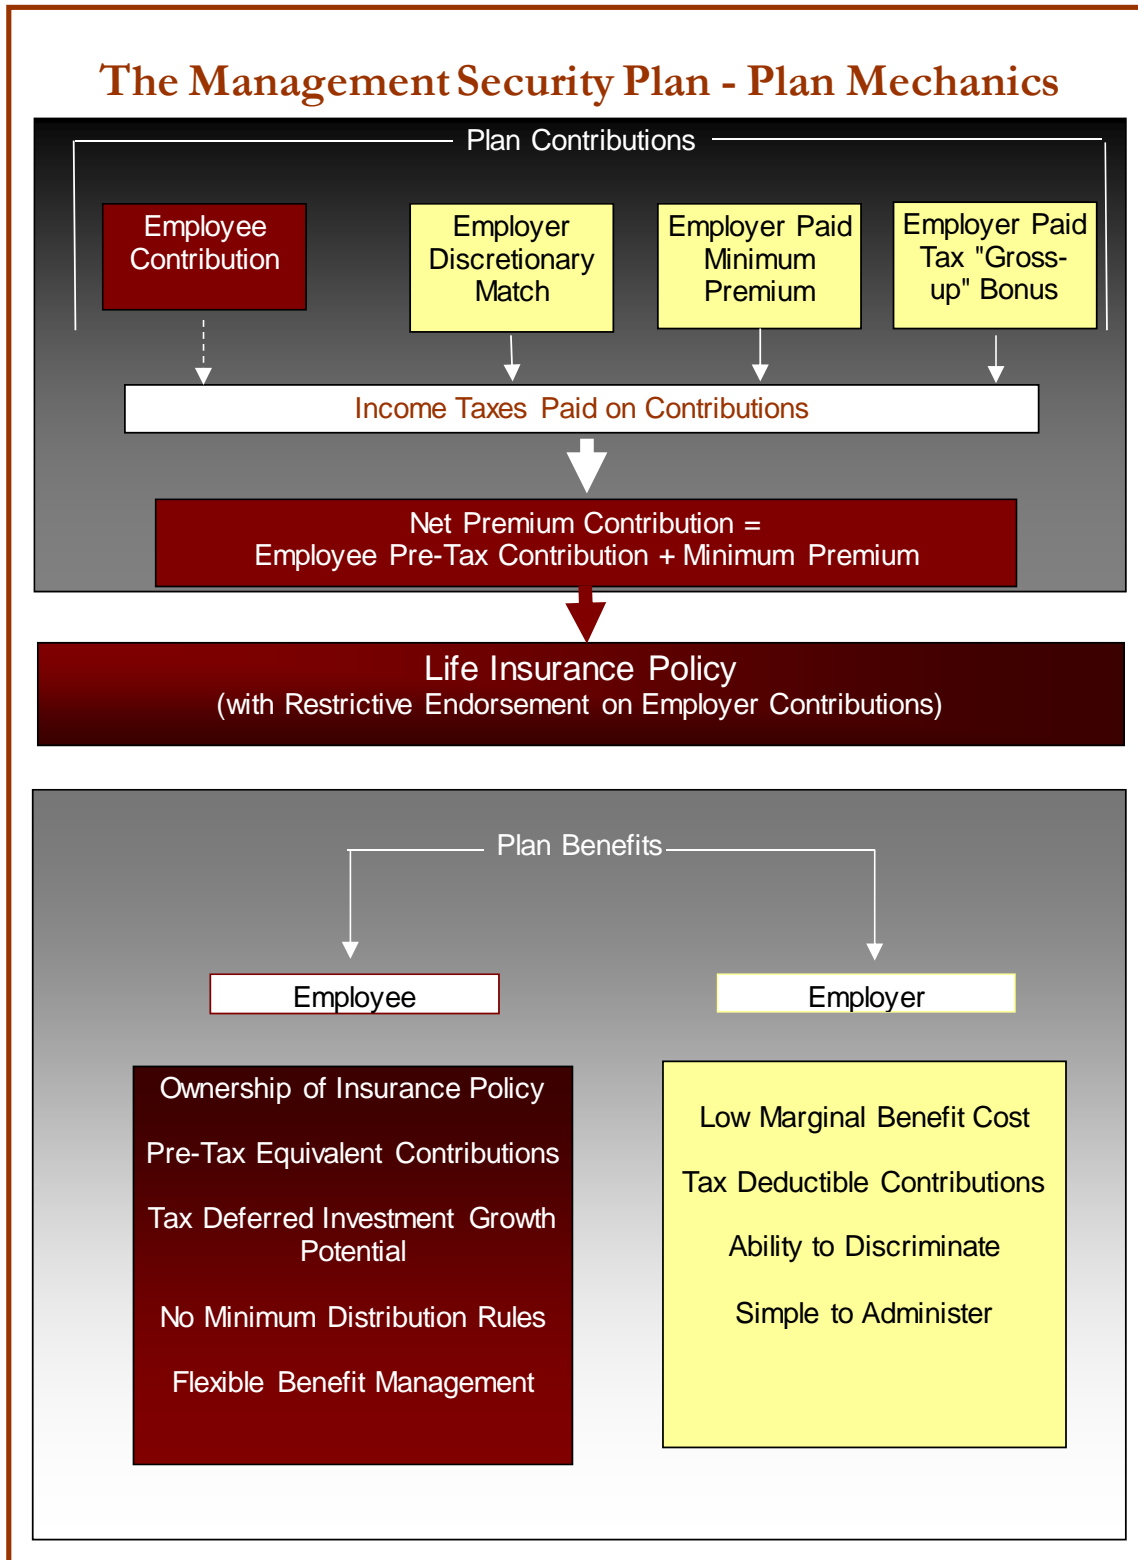 The Management Security Plan - Plan Mechanics
Plan Contributions
Employee
Contribution
Employer
Discretionary
Match
Employer Paid
Minimum
Premium
Employer Paid
Tax "Gross-
up" Bonus
Income Taxes Paid on Contributions
Net Premium Contribution =
Employee Pre-Tax Contribution + Minimum Premium
Life Insurance Policy
(with Restrictive Endorsement on Employer Contributions)
Plan Benefits
Employee
Ownership of Insurance Policy
Pre-Tax Equivalent Contributions
Tax Deferred Investment Growth
Potential
No Minimum Distribution Rules
Flexible Benefit Management
Employer
Low Marginal Benefit Cost
Tax Deductible Contributions
Ability to Discriminate
Simple to Administer